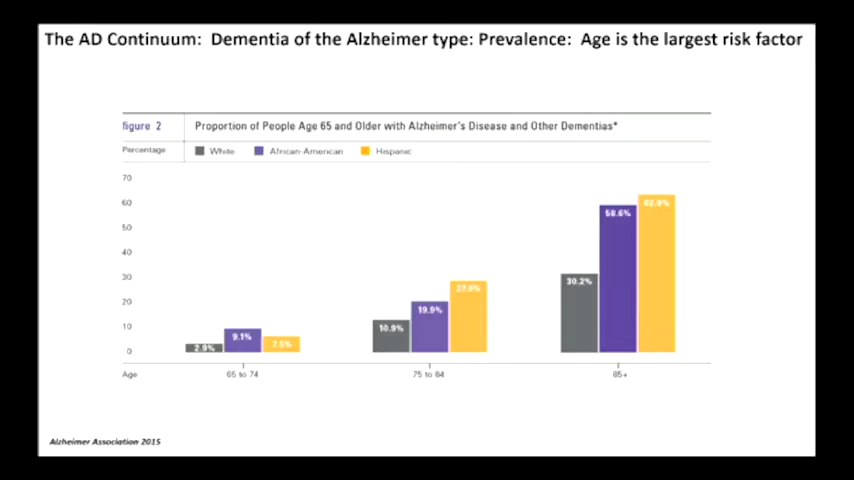 The AD Continuum: Dementia of the Alzheimer type: Prevalence: Age is the largest risk factor
figure 2 Proportion of People Age 65 and Older with Alzheimer's Disease and Other Dementias*
Percentage White African-American Hispanic
70
60
50
40
30
20
10
0
2.9% 9.1% 7.5%
10.9% 19.9% 27.9%
30.2% 58.6% 62.9%
Age 65 to 74 75 to 84 85+
Alzheimer Association 2015